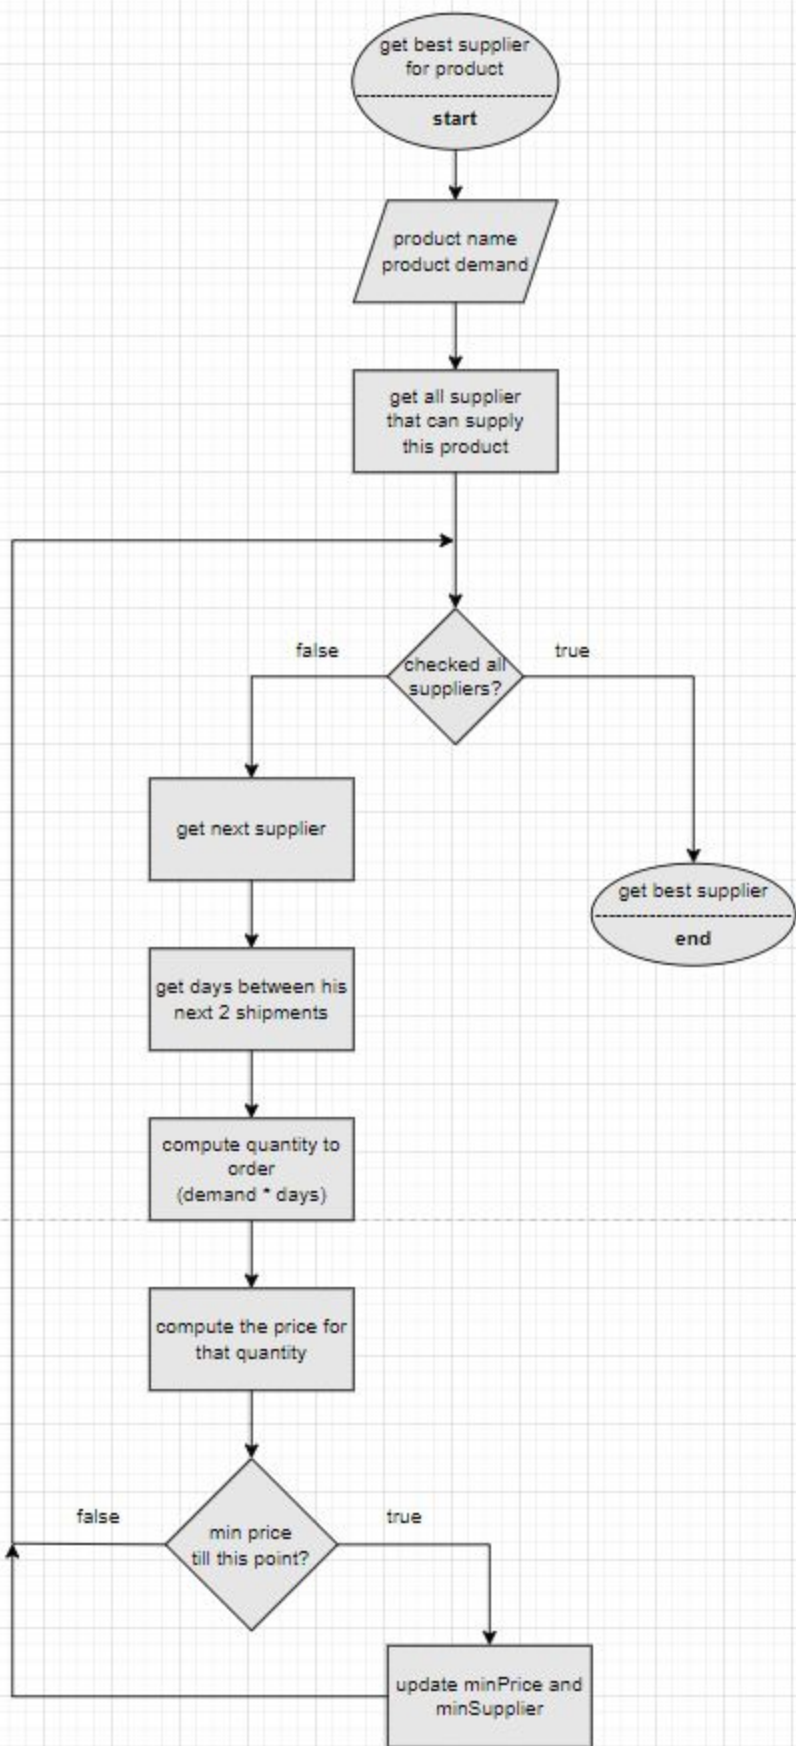 get best supplier
for product
start
product name
product demand
get all supplier
that can supply
this product
false
true
checked all
suppliers?
get next supplier
get best supplier
end
get days between his
next 2 shipments
compute quantity to
order
(demand * days)
compute the price for
that quantity
false
true
min price
till this point?
update minPrice and
minSupplier